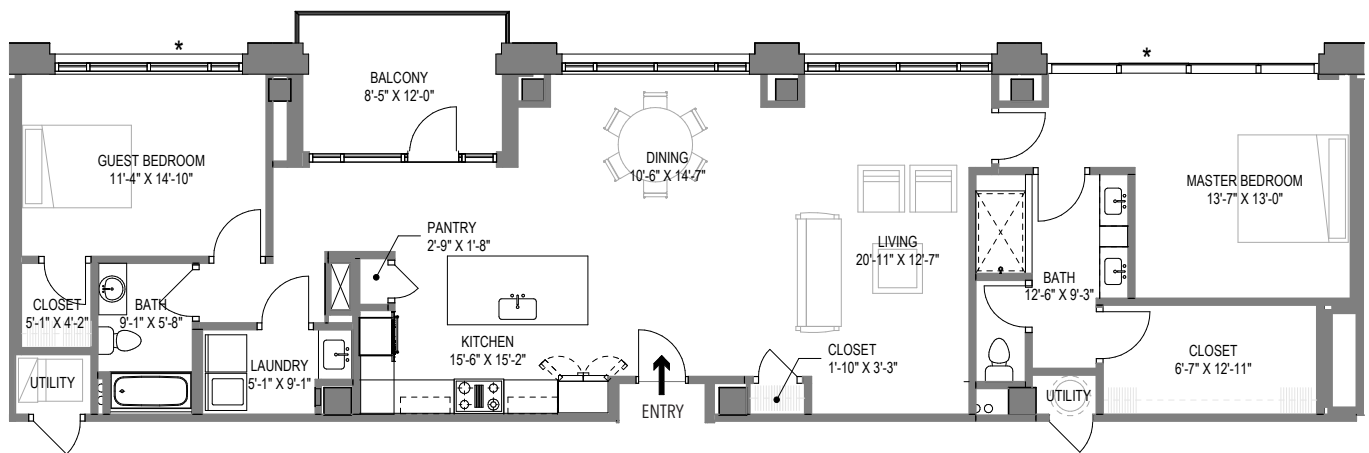 *
*
BALCONY
8'-5" X 12'-0"
GUEST BEDROOM
11'-4" X 14'-10"
DINING
10'-6" X 14'-7"
MASTER BEDROOM
13'-7" X 13'-0"
PANTRY
2'-9" X 1'-8"
LIVING
20'-11" X 12'-7"
BATH
12'-6" X 9'-3"
CLOSET
5'-1" X 4'-2"
BATH
9'-1" X 5'-8"
KITCHEN
15'-6" X 15'-2"
CLOSET
1'-10" X 3'-3"
CLOSET
6'-7" X 12'-11"
LAUNDRY
5'-1" X 9'-1"
UTILITY
ENTRY
UTILITY